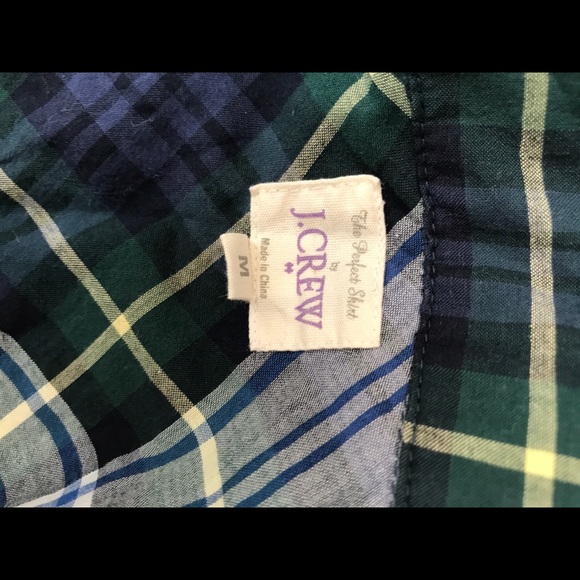 The Perfect Shirt
by
J.CREW
Made in China
M